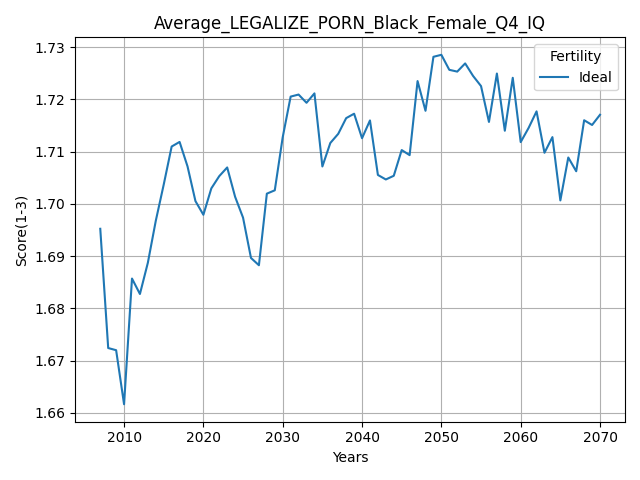 Average_LEGALIZE_PORN_Black_Female_Q4_IQ
Fertility
Ideal
Score(1-3)
1.73
1.72
1.71
1.70
1.69
1.68
1.67
1.66
2010 2020 2030 2040 2050 2060 2070
Years